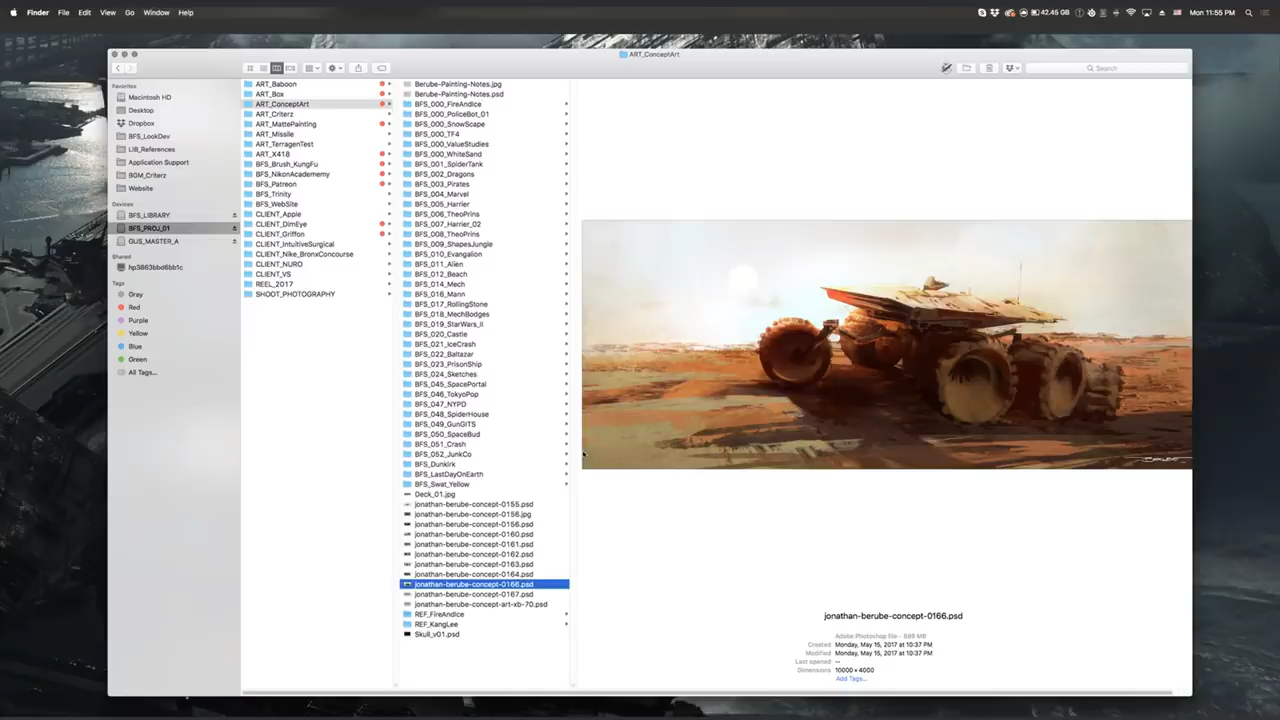 Finder File Edit View Go Window Help
42.45 GB Mon 11:55 PM
ART_ConceptArt
Search
Favorites
Macintosh HD
Desktop
Dropbox
BFS_LookDev
LIB_References
Application Support
BGM_Criterz
Website
Devices
BFS_LIBRARY
BFS_PROJ_01
GUS_MASTER_A
Shared
hp3863bbd6bb1c
Tags
Gray
Red
Purple
Yellow
Blue
Green
All Tags...
ART_Baboon
ART_Box
ART_ConceptArt
ART_Criterz
ART_MattePainting
ART_Missile
ART_TerragenTest
ART_X418
BFS_Brush_KungFu
BFS_NikonAcadememy
BFS_Patreon
BFS_Trinity
BFS_WebSite
CLIENT_Apple
CLIENT_DimEye
CLIENT_Griffon
CLIENT_IntuitiveSurgical
CLIENT_Nike_BronxConcourse
CLIENT_NURO
CLIENT_VS
REEL_2017
SHOOT_PHOTOGRAPHY
Berube-Painting-Notes.jpg
Berube-Painting-Notes.psd
BFS_000_FireAndIce
BFS_000_PoliceBot_01
BFS_000_SnowScape
BFS_000_TF4
BFS_000_ValueStudies
BFS_000_WhiteSand
BFS_001_SpiderTank
BFS_002_Dragons
BFS_003_Pirates
BFS_004_Marvel
BFS_005_Harrier
BFS_006_TheoPrins
BFS_007_Harrier_02
BFS_008_TheoPrins
BFS_009_ShapesJungle
BFS_010_Evangalion
BFS_011_Alien
BFS_012_Beach
BFS_014_Mech
BFS_016_Mann
BFS_017_RollingStone
BFS_018_MechBodges
BFS_019_StarWars_II
BFS_020_Castle
BFS_021_IceCrash
BFS_022_Baltazar
BFS_023_PrisonShip
BFS_024_Sketches
BFS_045_SpacePortal
BFS_046_TokyoPop
BFS_047_NYPD
BFS_048_SpiderHouse
BFS_049_GunGITS
BFS_050_SpaceBud
BFS_051_Crash
BFS_052_JunkCo
BFS_Dunkirk
BFS_LastDayOnEarth
BFS_Swat_Yellow
Deck_01.jpg
jonathan-berube-concept-0155.psd
jonathan-berube-concept-0156.jpg
jonathan-berube-concept-0156.psd
jonathan-berube-concept-0160.psd
jonathan-berube-concept-0161.psd
jonathan-berube-concept-0162.psd
jonathan-berube-concept-0163.psd
jonathan-berube-concept-0164.psd
jonathan-berube-concept-0166.psd
jonathan-berube-concept-0167.psd
jonathan-berube-concept-art-xb-70.psd
REF_FireAndIce
REF_KangLee
Skull_v01.psd
jonathan-berube-concept-0166.psd
Created Monday, May 15, 2017 at 10:37 PM
Modified Monday, May 15, 2017 at 10:37 PM
Last opened --
Dimensions 10000 × 4000
Add Tags...